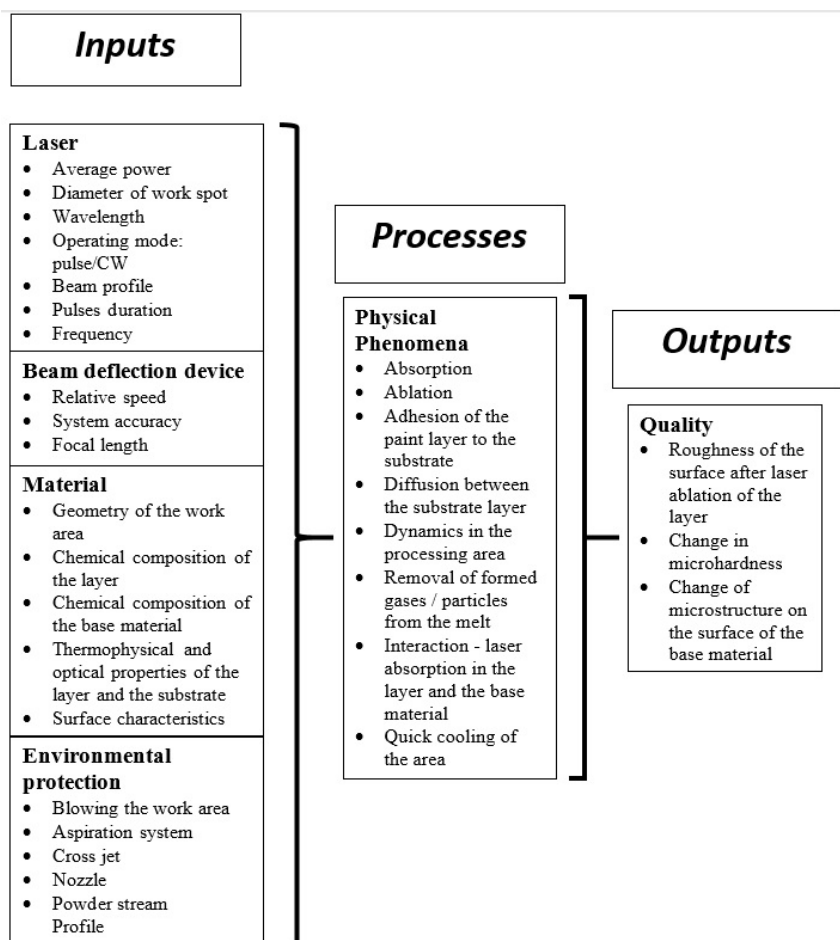 Inputs
Laser
• Average power
• Diameter of work spot
• Wavelength
• Operating mode:
pulse/CW
• Beam profile
• Pulses duration
• Frequency
Beam deflection device
• Relative speed
• System accuracy
• Focal length
Material
• Geometry of the work
area
• Chemical composition of
the layer
• Chemical composition of
the base material
• Thermophysical and
optical properties of the
layer and the substrate
• Surface characteristics
Environmental
protection
• Blowing the work area
• Aspiration system
• Cross jet
• Nozzle
• Powder stream
Profile
Processes
Physical
Phenomena
• Absorption
• Ablation
• Adhesion of the
paint layer to the
substrate
• Diffusion between
the substrate layer
• Dynamics in the
processing area
• Removal of formed
gases / particles
from the melt
• Interaction - laser
absorption in the
layer and the base
material
• Quick cooling of
the area
Outputs
Quality
• Roughness of the
surface after laser
ablation of the
layer
• Change in
microhardness
• Change of
microstructure on
the surface of the
base material